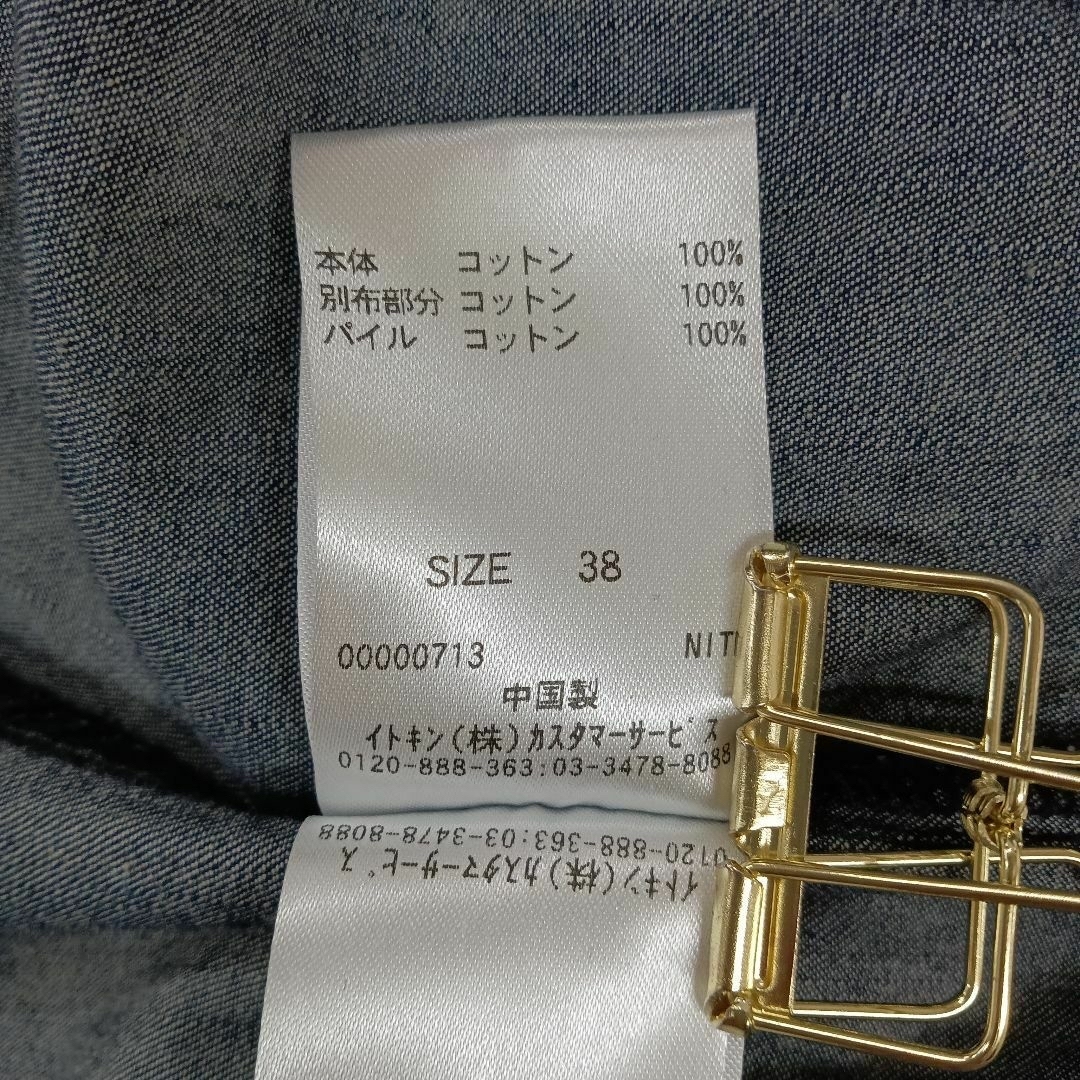 本体 コットン 100%
別布部分 コットン 100%
パイル コットン 100%
SIZE 38
00000713
中国製
イトキン(株)カスタマーサービス
0120-888-363:03-3478-8088
0120-888-363:03-3478-8088
イトキン(株)カスタマーサービス